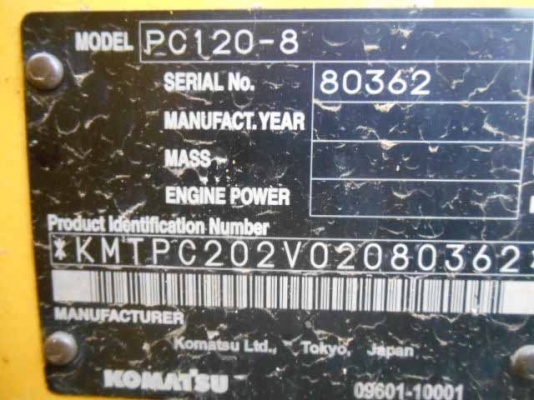 MODEL PC120-8
SERIAL No. 80362
MANUFACT.YEAR
MASS
ENGINE POWER
Product Identification Number
*KMTPC202V02080362*
MANUFACTURER
Komatsu Ltd., Tokyo, Japan
KOMATSU
09601-10001